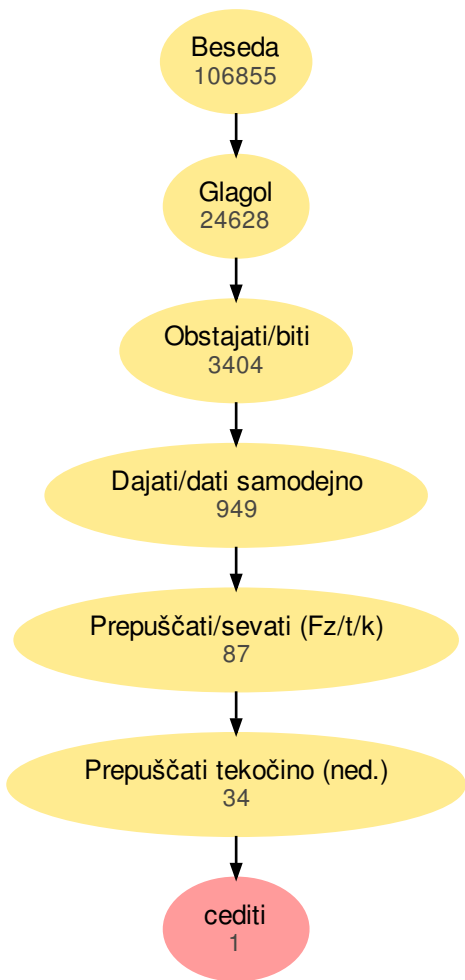 Beseda
106855
Glagol
24628
Obstajati/biti
3404
Dajati/dati samodejno
949
Prepuščati/sevati (Fz/t/k)
87
Prepuščati tekočino (ned.)
34
cediti
1